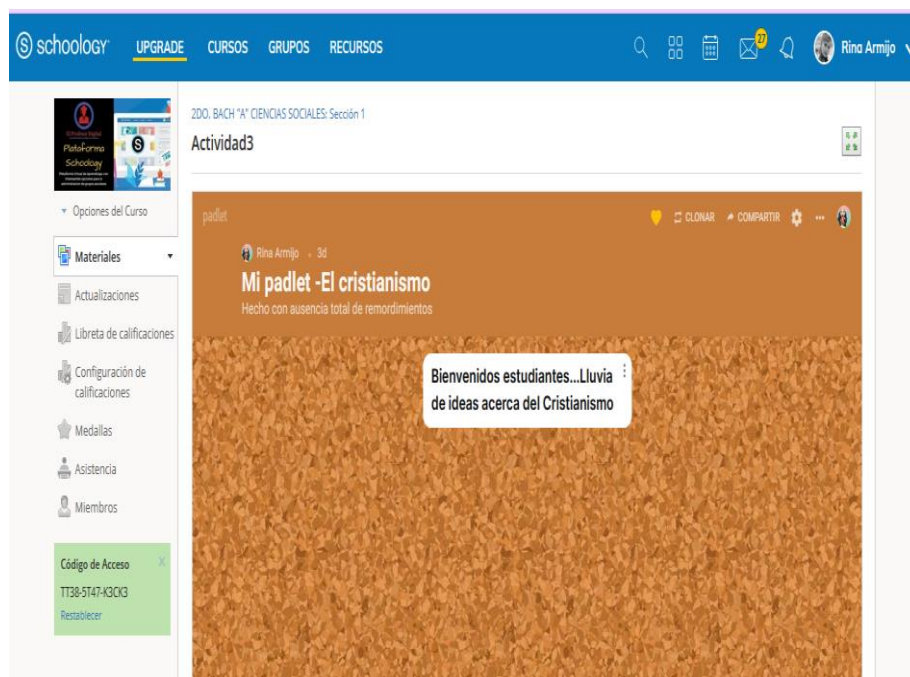 schoology UPGRADE CURSOS GRUPOS RECURSOS 27 Rina Armijo
Plataforma
Schoology
2DO. BACH "A" CIENCIAS SOCIALES: Sección 1
Actividad3
Opciones del Curso
Materiales
Actualizaciones
Libreta de calificaciones
Configuración de
calificaciones
Medallas
Asistencia
Miembros
Código de Acceso X
TT38-5T47-K3CK3
Restablecer
padlet CLONAR COMPARTIR
Rina Armijo 3d
Mi padlet -El cristianismo
Hecho con ausencia total de remordimientos
Bienvenidos estudiantes...Lluvia
de ideas acerca del Cristianismo